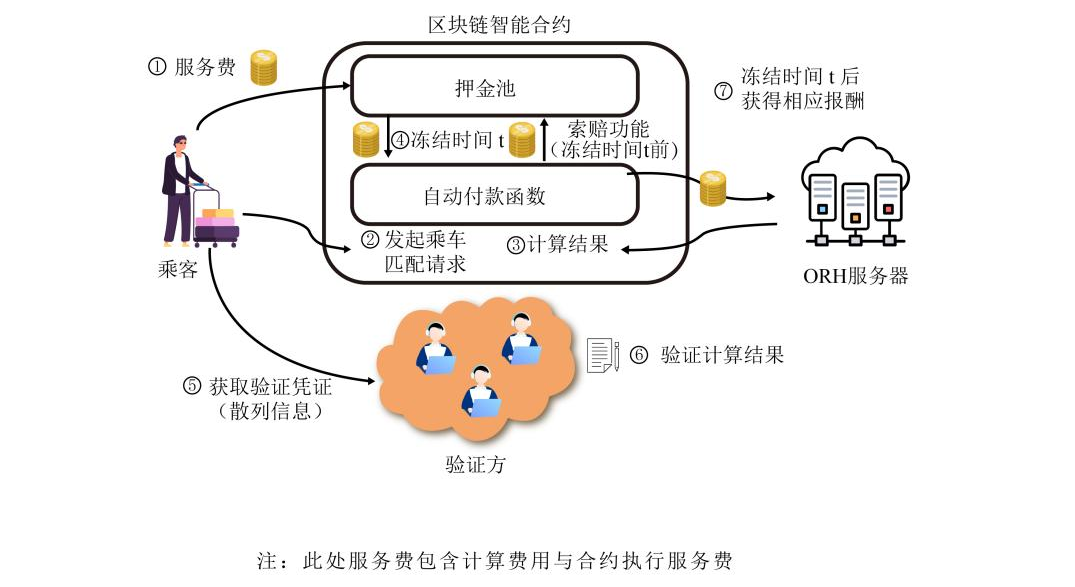 区块链智能合约
① 服务费
押金池
⑦ 冻结时间 t 后
获得相应报酬
④冻结时间 t
索赔功能
（冻结时间t前）
自动付款函数
② 发起乘车
匹配请求
③计算结果
乘客
ORH服务器
⑤ 获取验证凭证
（散列信息）
⑥ 验证计算结果
验证方
注：此处服务费包含计算费用与合约执行服务费